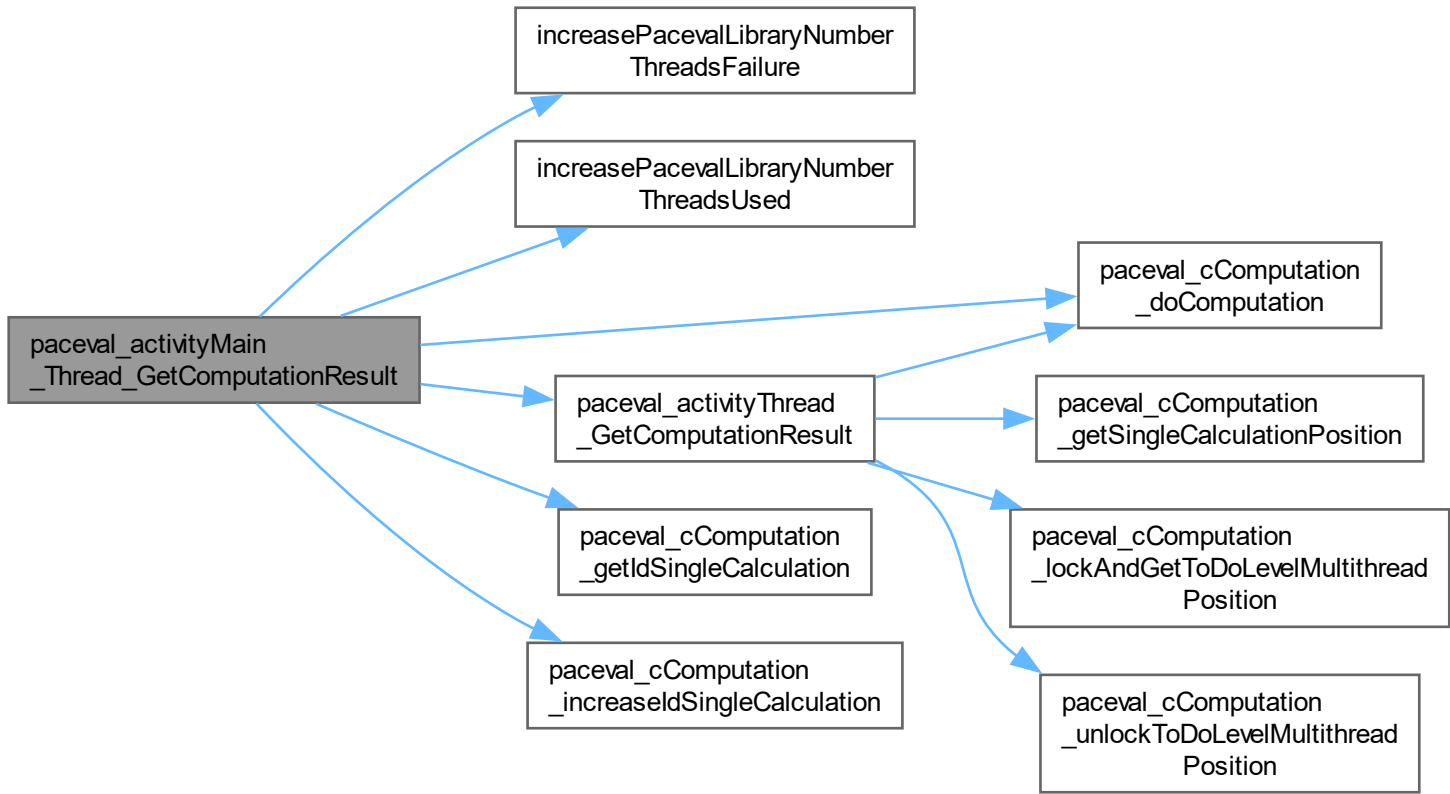 increasePacevalLibraryNumber
ThreadsFailure
increasePacevalLibraryNumber
ThreadsUsed
paceval_cComputation
_doComputation
paceval_activityMain
_Thread_GetComputationResult
paceval_activityThread
_GetComputationResult
paceval_cComputation
_getSingleCalculationPosition
paceval_cComputation
_getIdSingleCalculation
paceval_cComputation
_lockAndGetToDoLevelMultithread
Position
paceval_cComputation
_increaseIdSingleCalculation
paceval_cComputation
_unlockToDoLevelMultithread
Position